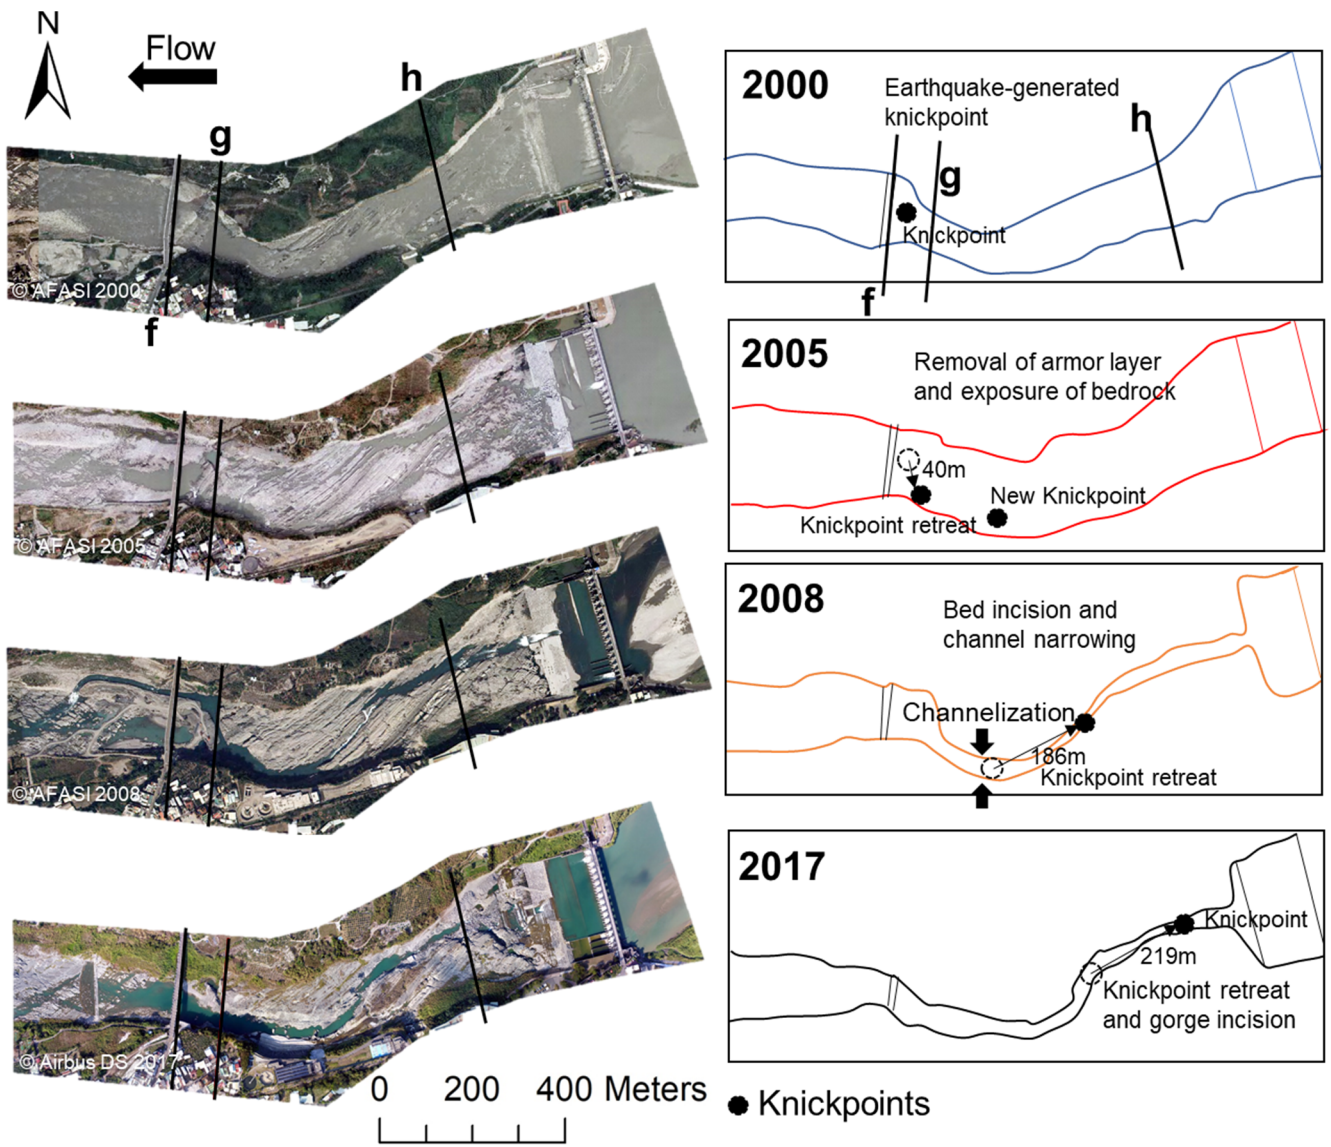 N
Flow
h
g
© AFASI 2000
f
© AFASI 2005
© AFASI 2008
© Airbus DS 2017
0 200 400 Meters
2000
Earthquake-generated
knickpoint
h
g
Knickpoint
f
2005
Removal of armor layer
and exposure of bedrock
40m
New Knickpoint
Knickpoint retreat
2008
Bed incision and
channel narrowing
Channelization
186m
Knickpoint retreat
2017
Knickpoint
219m
Knickpoint retreat
and gorge incision
Knickpoints